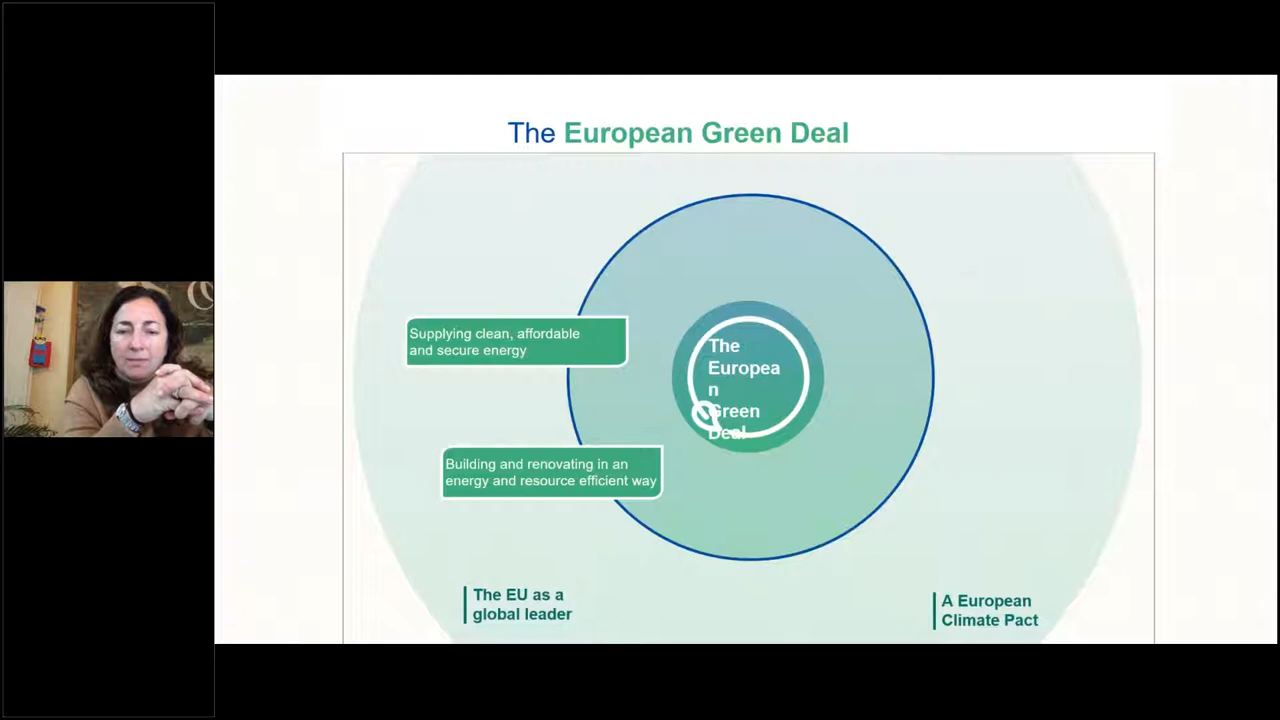 The European Green Deal
Supplying clean, affordable
and secure energy
The
Europea
n
Green
Deal
Building and renovating in an
energy and resource efficient way
The EU as a
global leader
A European
Climate Pact